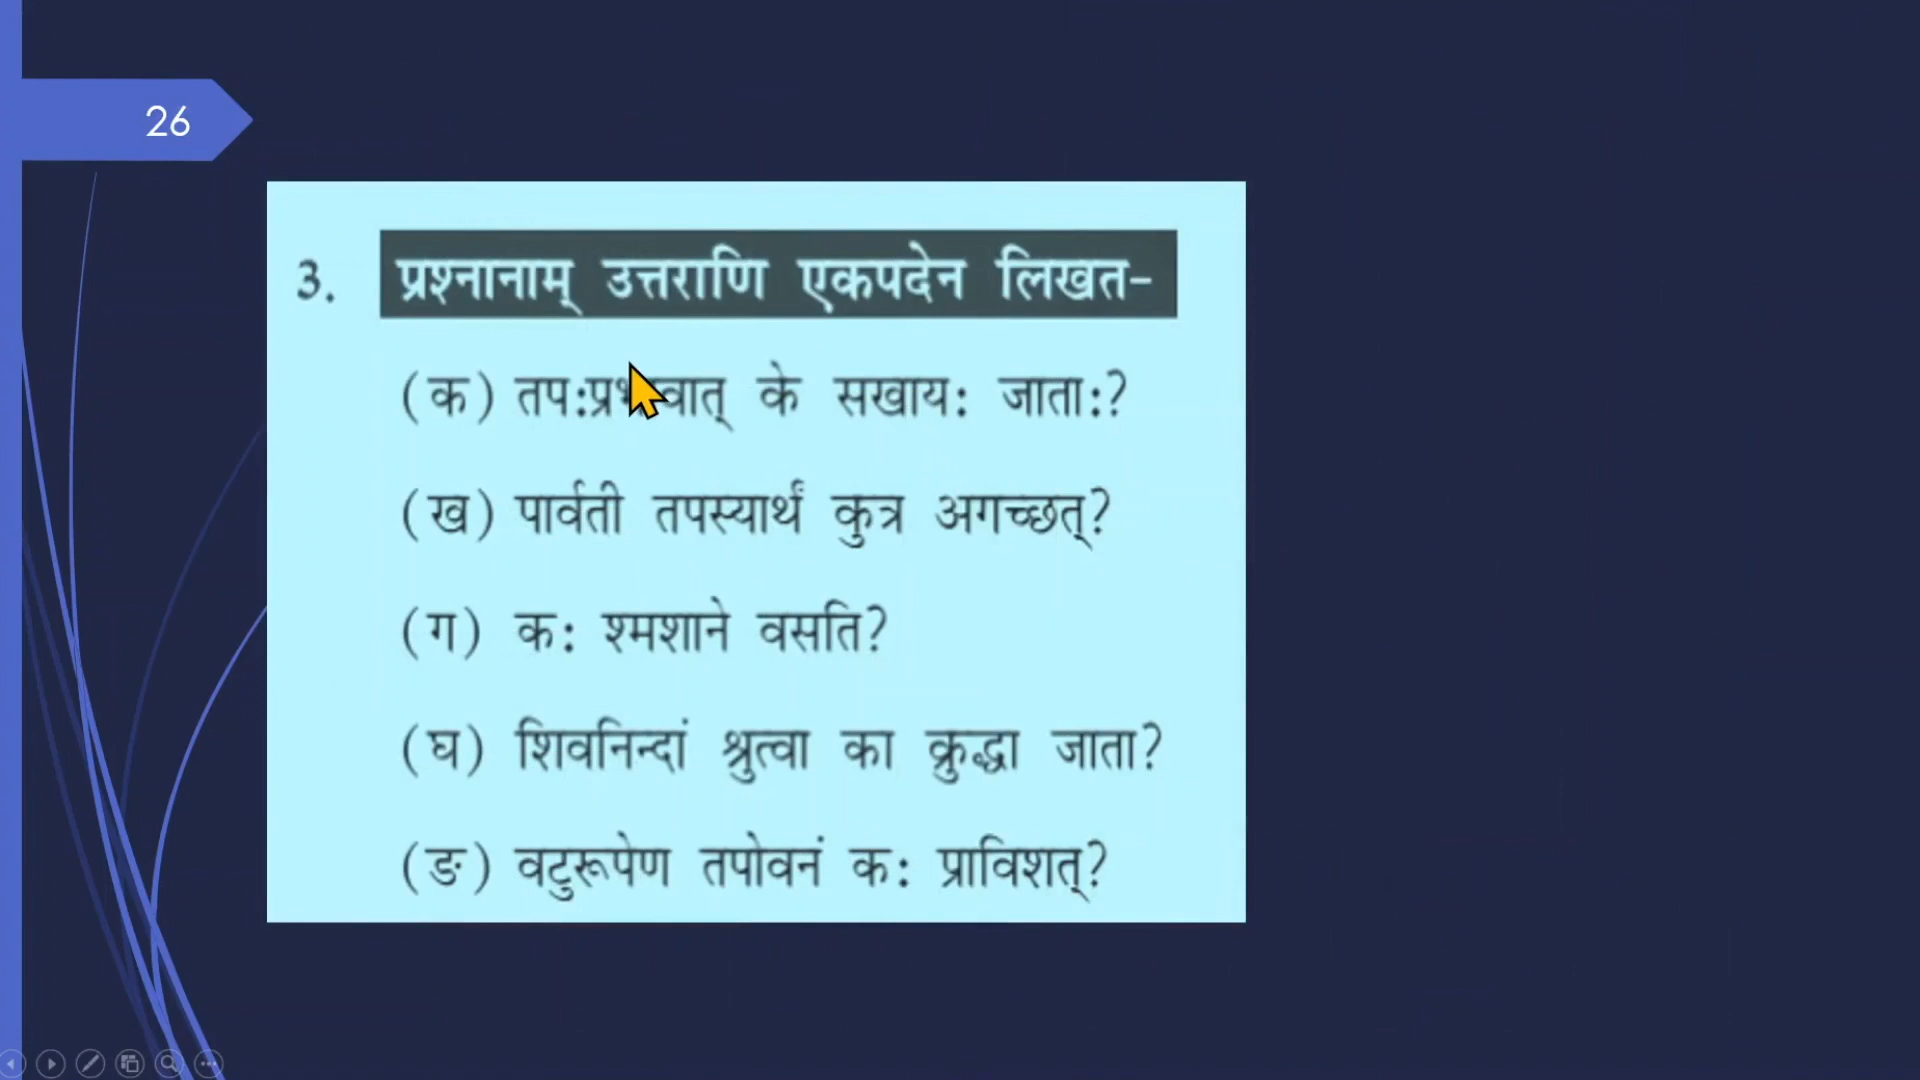 26
3. प्रश्नानाम् उत्तराणि एकपदेन लिखत-
(क) तप:प्रभावात् के सखाय: जाता:?
(ख) पार्वती तपस्यार्थं कुत्र अगच्छत्?
(ग) क: श्मशाने वसति?
(घ) शिवनिन्दां श्रुत्वा का क्रुद्धा जाता?
(ङ) वटुरूपेण तपोवनं क: प्राविशत्?